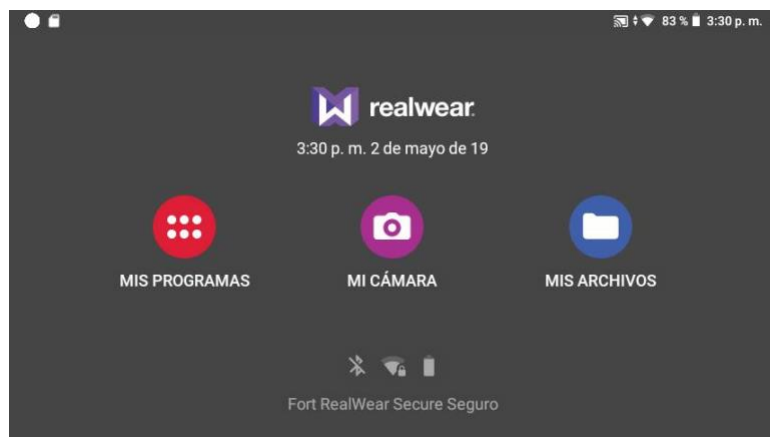 83 % 3:30 p. m.
realwear
3:30 p. m. 2 de mayo de 19
MIS PROGRAMAS MI CÁMARA MIS ARCHIVOS
Fort RealWear Secure Seguro